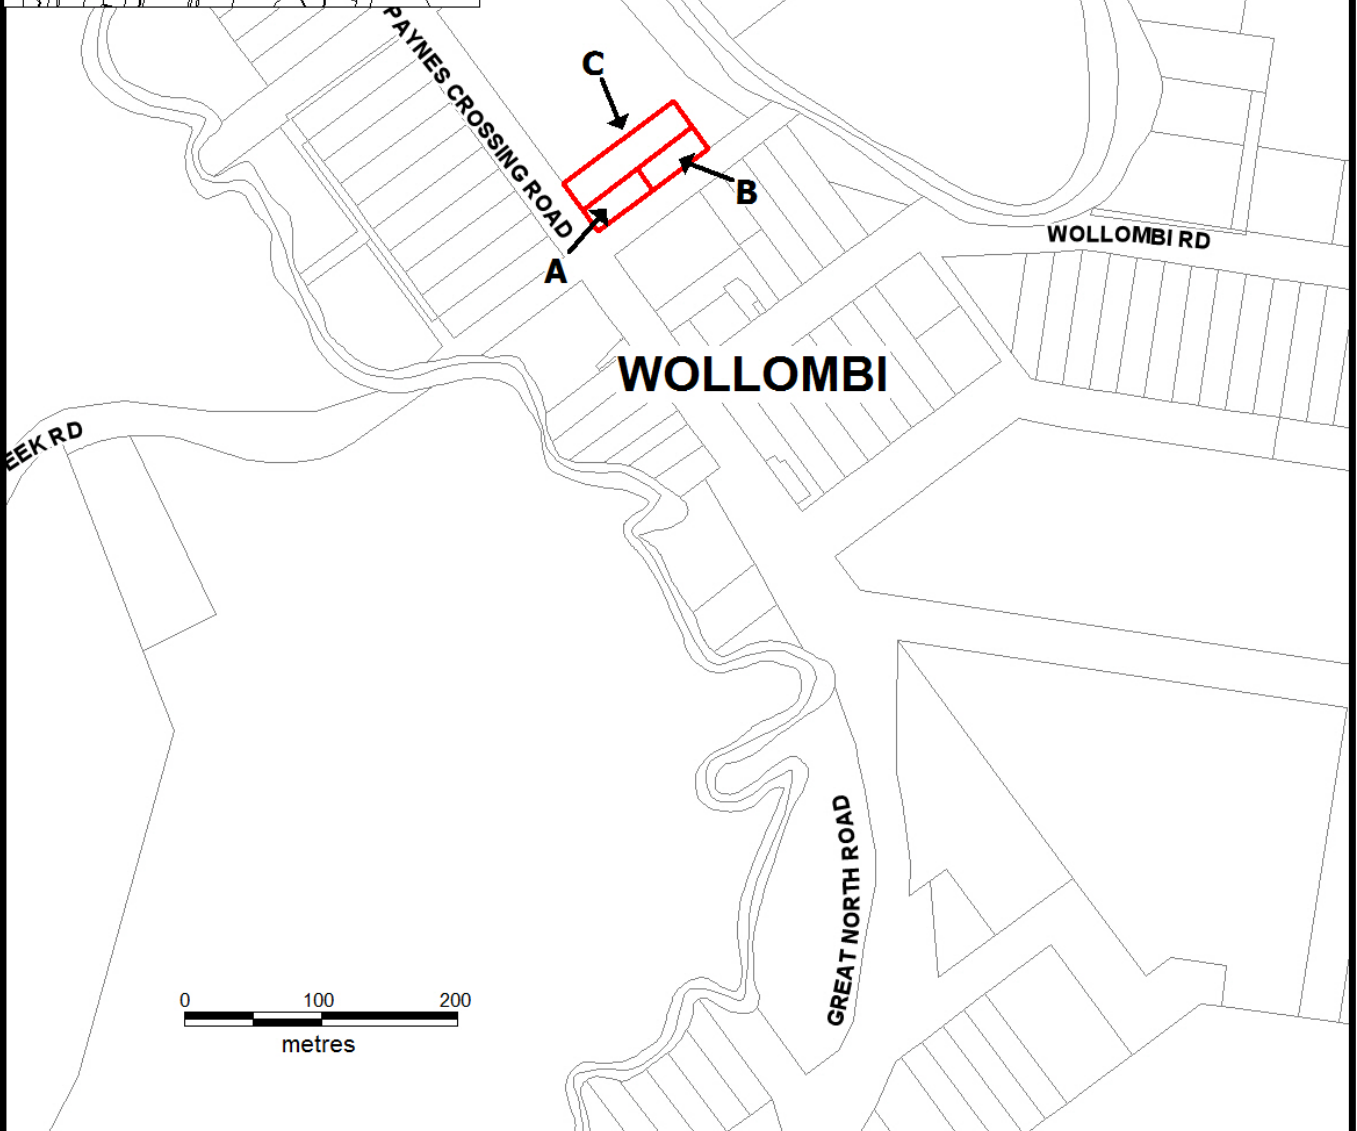 PAYNES CROSSING ROAD
C
B
A
WOLLOMBI RD
WOLLOMBI
EEK RD
GREAT NORTH ROAD
0 100 200
metres